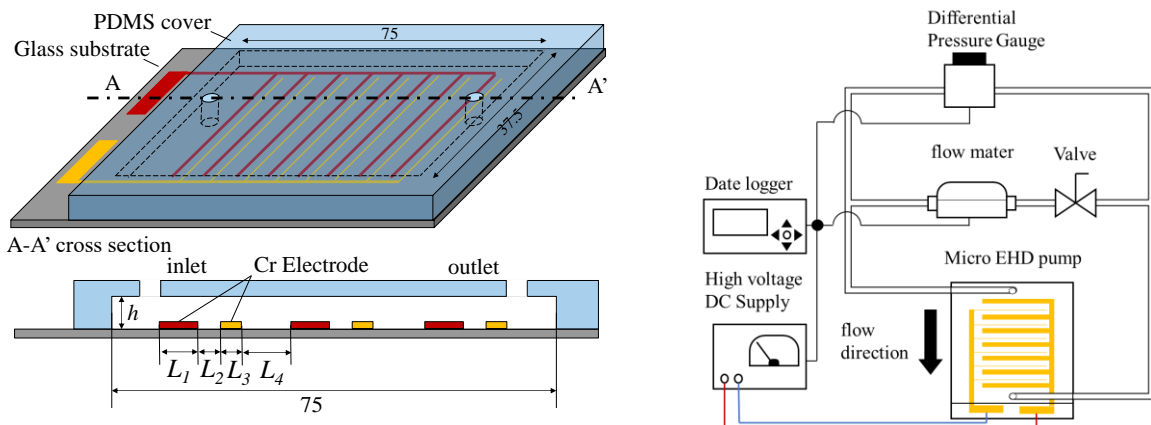 PDMS cover
Glass substrate
75
A
A'
37.5
A-A' cross section
inlet
Cr Electrode
outlet
h
L1 L2 L3 L4
75
Differential
Pressure Gauge
flow mater
Valve
Date logger
High voltage
DC Supply
Micro EHD pump
flow
direction